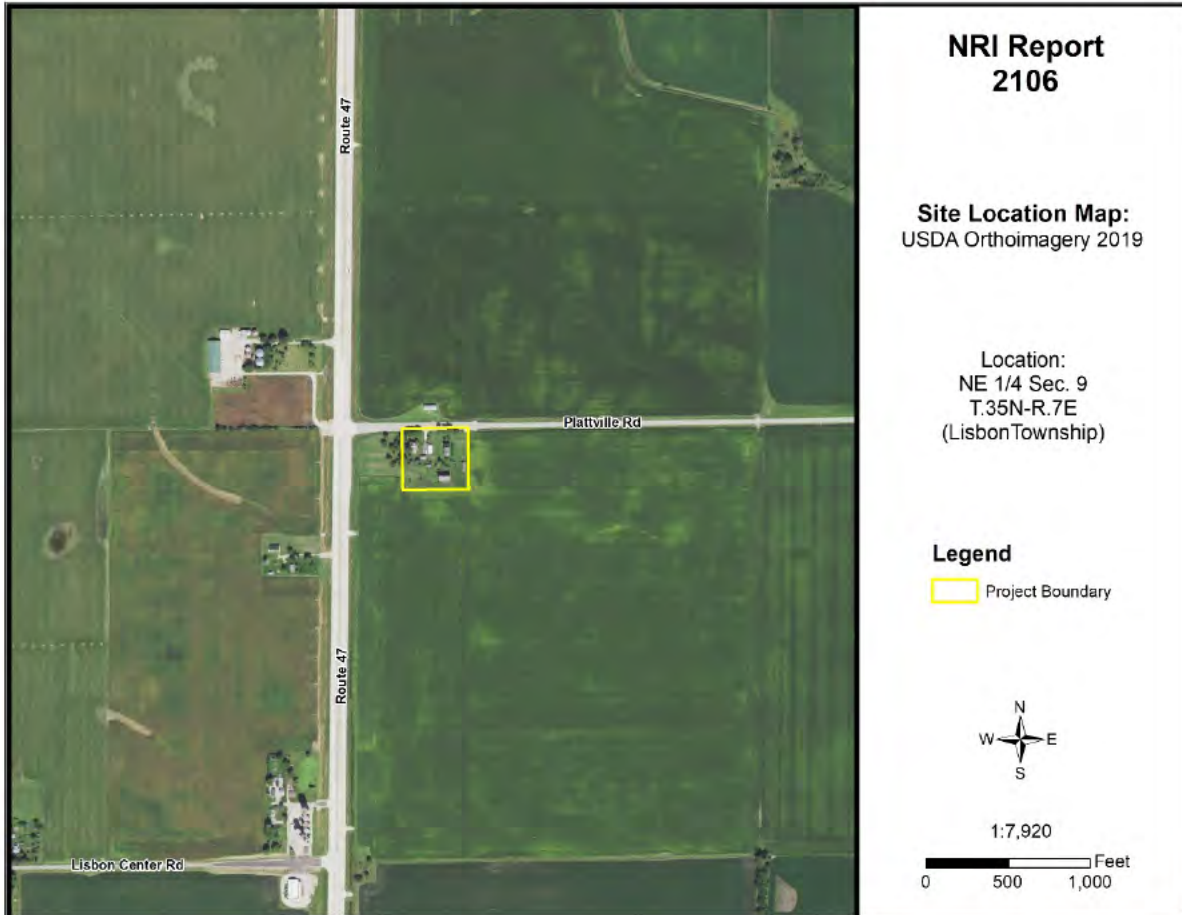 NRI Report
2106
Site Location Map:
USDA Orthoimagery 2019
Location:
NE 1/4 Sec. 9
T.35N-R.7E
(LisbonTownship)
Legend
Project Boundary
N
W E
S
1:7,920
Feet
0 500 1,000
Route 47
Plattville Rd
Route 47
Lisbon Center Rd